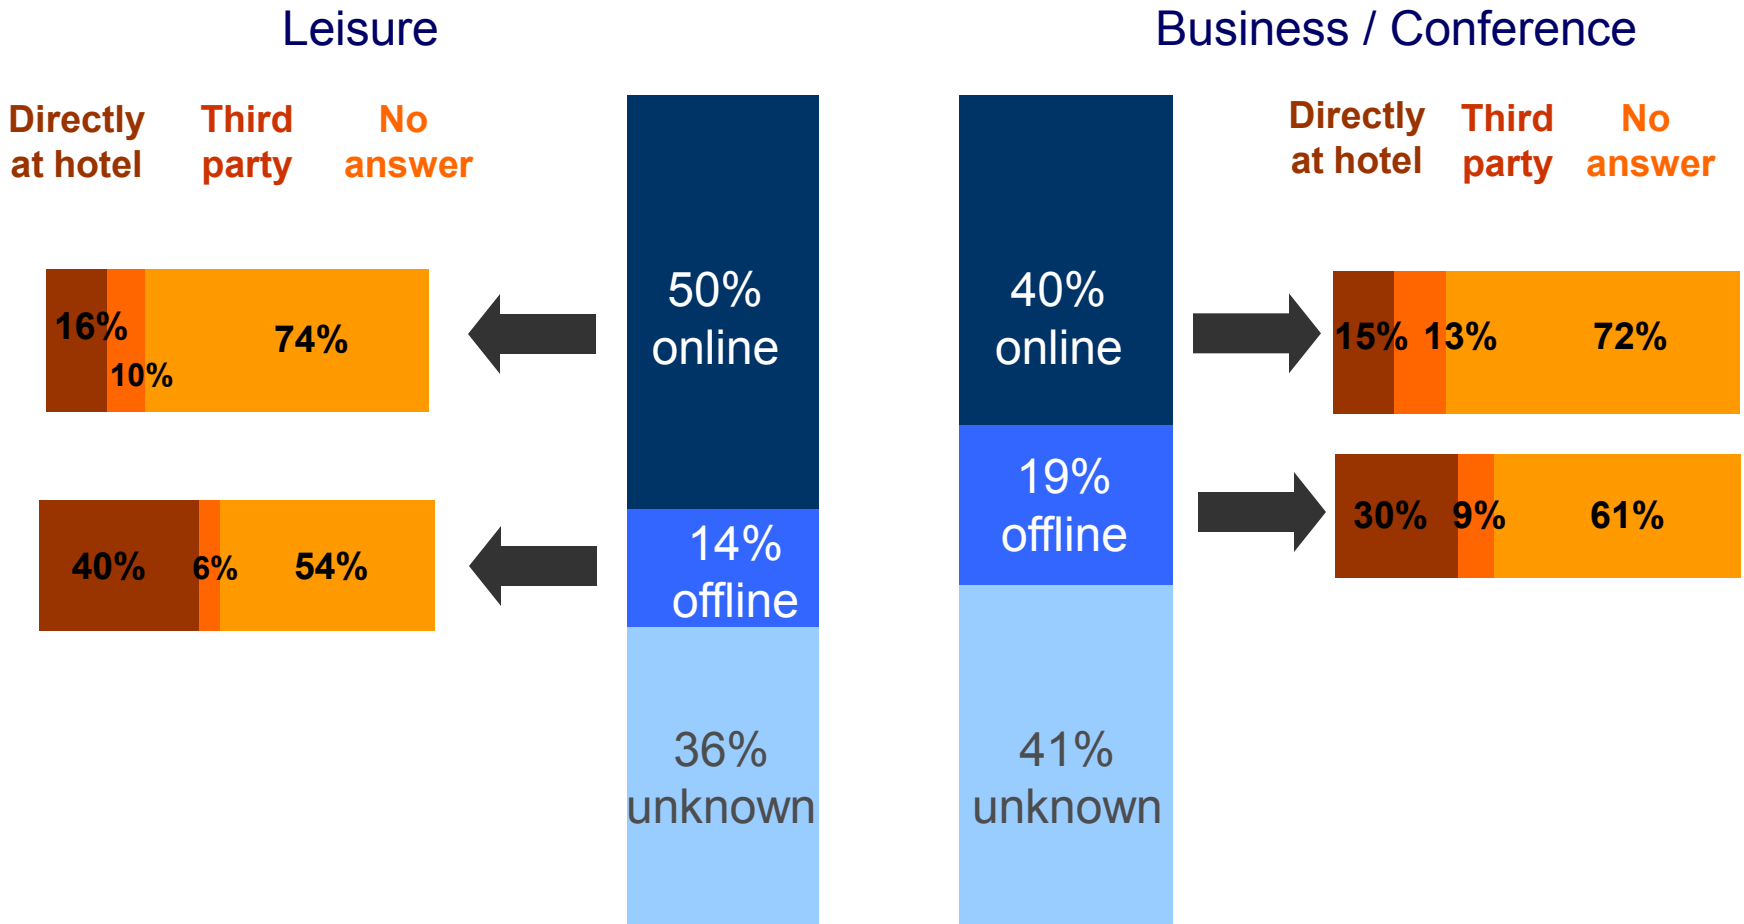 Leisure
Business / Conference
Directly
at hotel
Third
party
No
answer
Directly
at hotel
Third
party
No
answer
16%
10%
74%
50%
online
40%
online
15%
13%
72%
40%
6%
54%
14%
offline
19%
offline
30%
9%
61%
36%
unknown
41%
unknown